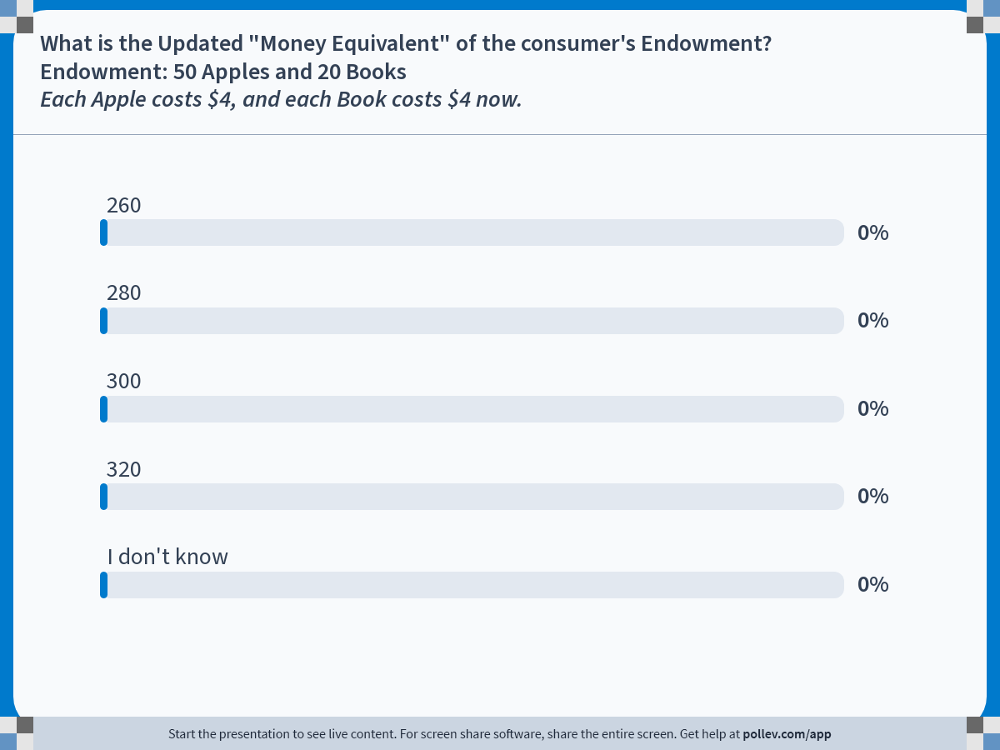 What is the Updated "Money Equivalent" of the consumer's Endowment?
Endowment: 50 Apples and 20 Books
Each Apple costs $4, and each Book costs $4 now.
260
0%
280
0%
300
0%
320
0%
I don't know
0%
Start the presentation to see live content. For screen share software, share the entire screen. Get help at pollev.com/app